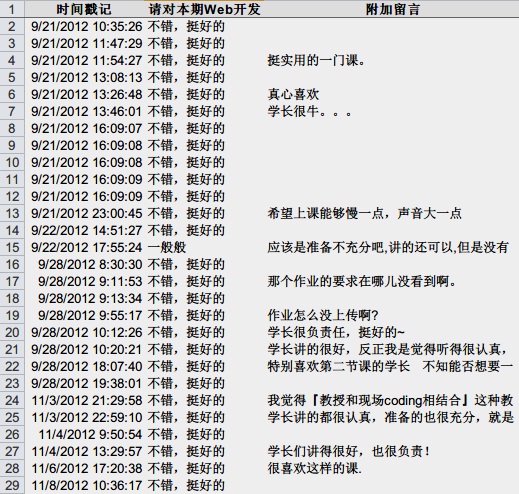 1 时间戳记 请对本期Web开发 附加留言
2 9/21/2012 10:35:26 不错，挺好的
3 9/21/2012 11:47:29 不错，挺好的
4 9/21/2012 11:54:27 不错，挺好的 挺实用的一门课。
5 9/21/2012 13:08:13 不错，挺好的
6 9/21/2012 13:26:48 不错，挺好的 真心喜欢
7 9/21/2012 13:46:01 不错，挺好的 学长很牛。。。
8 9/21/2012 16:09:07 不错，挺好的
9 9/21/2012 16:09:08 不错，挺好的
10 9/21/2012 16:09:08 不错，挺好的
11 9/21/2012 16:09:09 不错，挺好的
12 9/21/2012 16:09:09 不错，挺好的
13 9/21/2012 23:00:45 不错，挺好的 希望上课能够慢一点，声音大一点
14 9/22/2012 14:51:27 不错，挺好的
15 9/22/2012 17:55:24 一般般 应该是准备不充分吧,讲的还可以,但是没有
16 9/28/2012 8:30:30 不错，挺好的
17 9/28/2012 9:11:53 不错，挺好的 那个作业的要求在哪儿没看到啊。
18 9/28/2012 9:13:34 不错，挺好的
19 9/28/2012 9:55:17 不错，挺好的 作业怎么没上传啊?
20 9/28/2012 10:12:26 不错，挺好的 学长很负责任，挺好的~
21 9/28/2012 10:20:21 不错，挺好的 学长讲的很好，反正我是觉得听得很认真，
22 9/28/2012 18:07:40 不错，挺好的 特别喜欢第二节课的学长 不知能否想要一
23 9/28/2012 19:38:01 不错，挺好的
24 11/3/2012 21:29:58 不错，挺好的 我觉得『教授和现场coding相结合』这种教
25 11/3/2012 22:59:10 不错，挺好的 学长讲的都很认真，准备的也很充分，就是
26 11/4/2012 9:50:54 不错，挺好的
27 11/4/2012 13:29:57 不错，挺好的 学长们讲得很好，也很负责！
28 11/6/2012 17:20:38 不错，挺好的 很喜欢这样的课.
29 11/8/2012 10:36:17 不错，挺好的